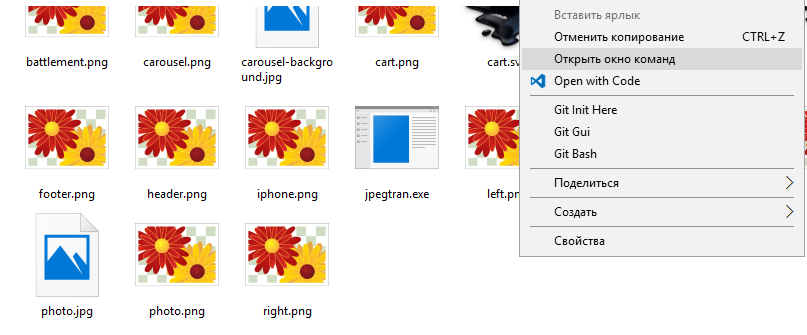 battlement.png
carousel.png
carousel-backgro
und.jpg
cart.png
cart.sv
Вставить ярлык
Отменить копирование CTRL+Z
Открыть окно команд
Open with Code
Git Init Here
Git Gui
Git Bash
Поделиться
Создать
Свойства
footer.png
header.png
iphone.png
jpegtran.exe
left.pn
photo.jpg
photo.png
right.png